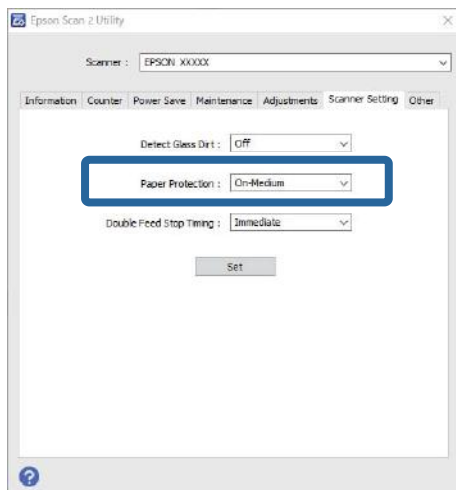 Epson Scan 2 Utility
Scanner : EPSON XXXXX
Information Counter Power Save Maintenance Adjustments Scanner Setting Other
Detect Glass Dirt : Off
Paper Protection : On-Medium
Double Feed Stop Timing : Immediate
Set
?